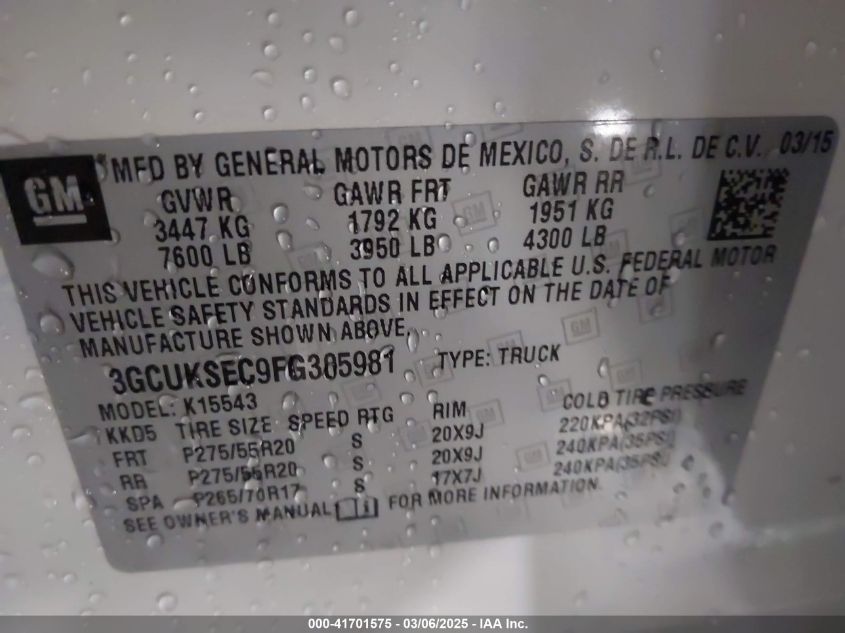 GM
MFD BY GENERAL MOTORS DE MEXICO, S. DE R.L. DE C.V. 03/15
GVWR GAWR FRT GAWR RR
3447 KG 1792 KG 1951 KG
7600 LB 3950 LB 4300 LB
THIS VEHICLE CONFORMS TO ALL APPLICABLE U.S. FEDERAL MOTOR
VEHICLE SAFETY STANDARDS IN EFFECT ON THE DATE OF
MANUFACTURE SHOWN ABOVE.
3GCUKSEC9FG305981 TYPE: TRUCK
MODEL: K15543
KKD5 TIRE SIZE SPEED RTG RIM COLD TIRE PRESSURE
FRT P275/55R20 S 20X9J 220KPA(32PSI)
RR P275/55R20 S 20X9J 240KPA(35PSI)
SPA P265/70R17 S 17X7J 240KPA(35PSI)
SEE OWNER'S MANUAL FOR MORE INFORMATION.
000-41701575 - 03/06/2025 - IAA Inc.